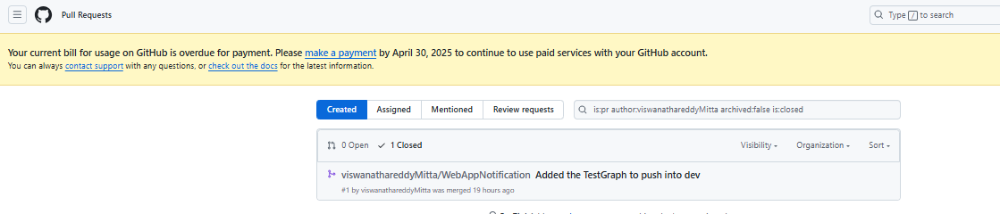 Pull Requests
Type / to search
Your current bill for usage on GitHub is overdue for payment. Please make a payment by April 30, 2025 to continue to use paid services with your GitHub account.
You can always contact support with any questions, or check out the docs for the latest information.
Created Assigned Mentioned Review requests
is:pr author:viswanathareddyMitta archived:false is:closed
0 Open 1 Closed Visibility Organization Sort
viswanathareddyMitta/WebAppNotification Added the TestGraph to push into dev
#1 by viswanathareddyMitta was merged 19 hours ago